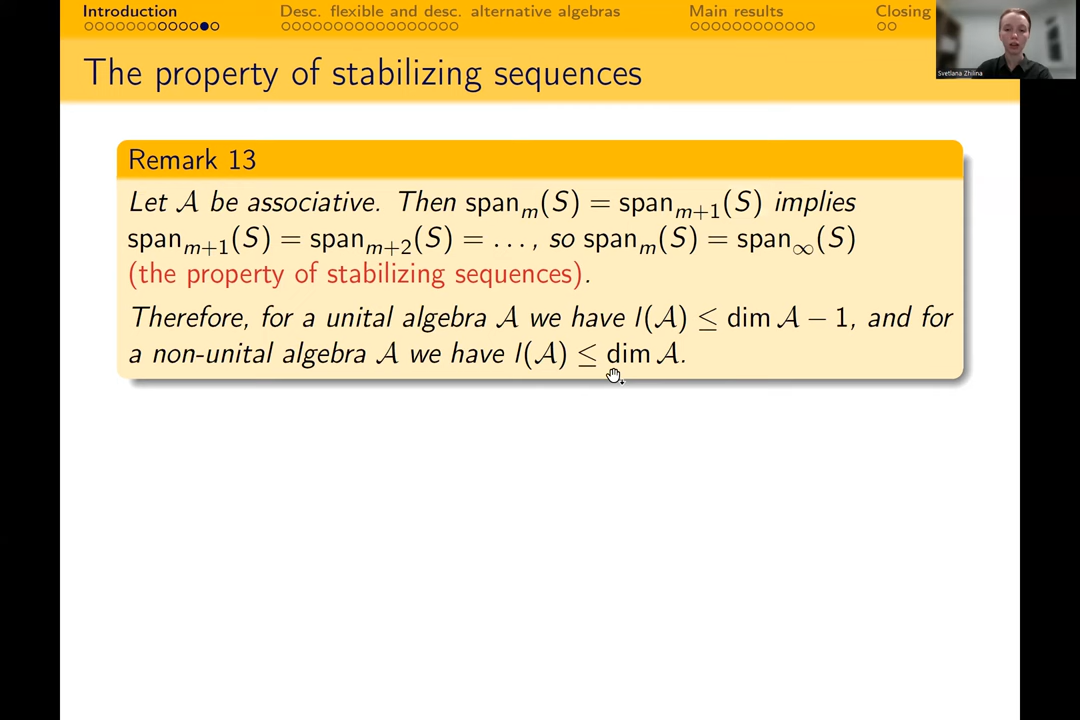 Introduction
Desc. flexible and desc. alternative algebras
Main results
Closing
Svetlana Zhilina
The property of stabilizing sequences
Remark 13
Let 𝒜 be associative. Then span_m(S) = span_{m+1}(S) implies
span_{m+1}(S) = span_{m+2}(S) = ..., so span_m(S) = span_∞(S)
(the property of stabilizing sequences).
Therefore, for a unital algebra 𝒜 we have l(𝒜) ≤ dim 𝒜 − 1, and for
a non-unital algebra 𝒜 we have l(𝒜) ≤ dim 𝒜.